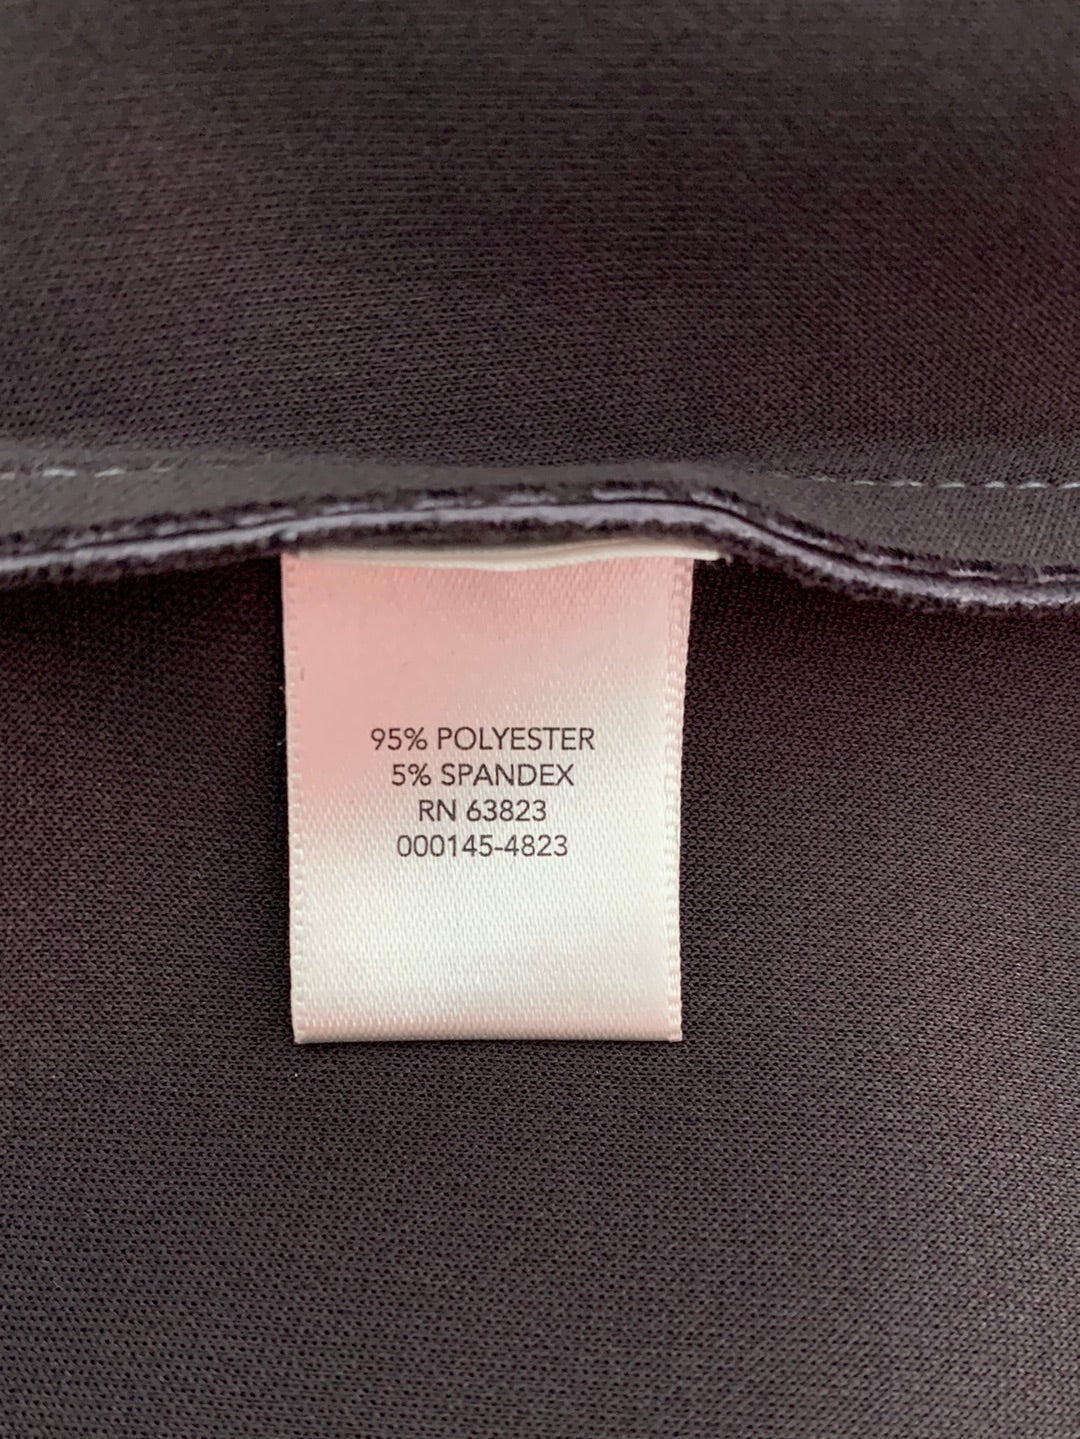 95% POLYESTER
5% SPANDEX
RN 63823
000145-4823